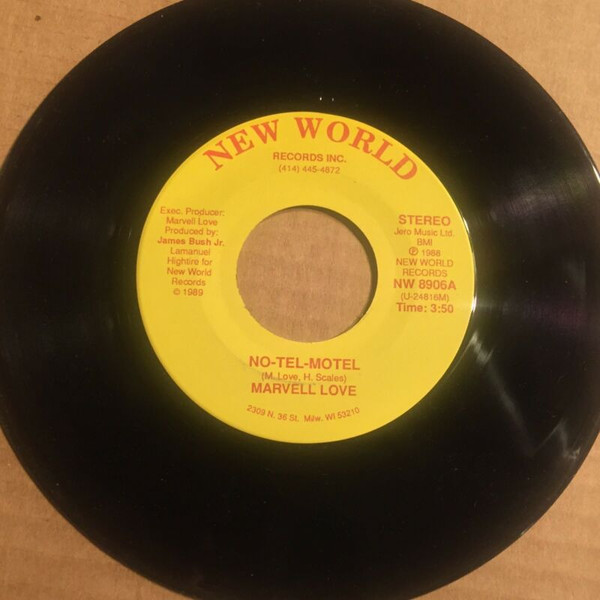 NEW WORLD
RECORDS INC.
(414) 445-4872
Exec. Producer:
Marvell Love
Produced by:
James Bush Jr.
Lamanuel
Hightire for
New World
Records
© 1989
STEREO
Jero Music Ltd.
BMI
℗ 1988
NEW WORLD
RECORDS
NW 8906A
(U-24816M)
Time: 3:50
NO-TEL-MOTEL
(M. Love, H. Scales)
MARVELL LOVE
2309 N. 36 St. Milw. WI 53210